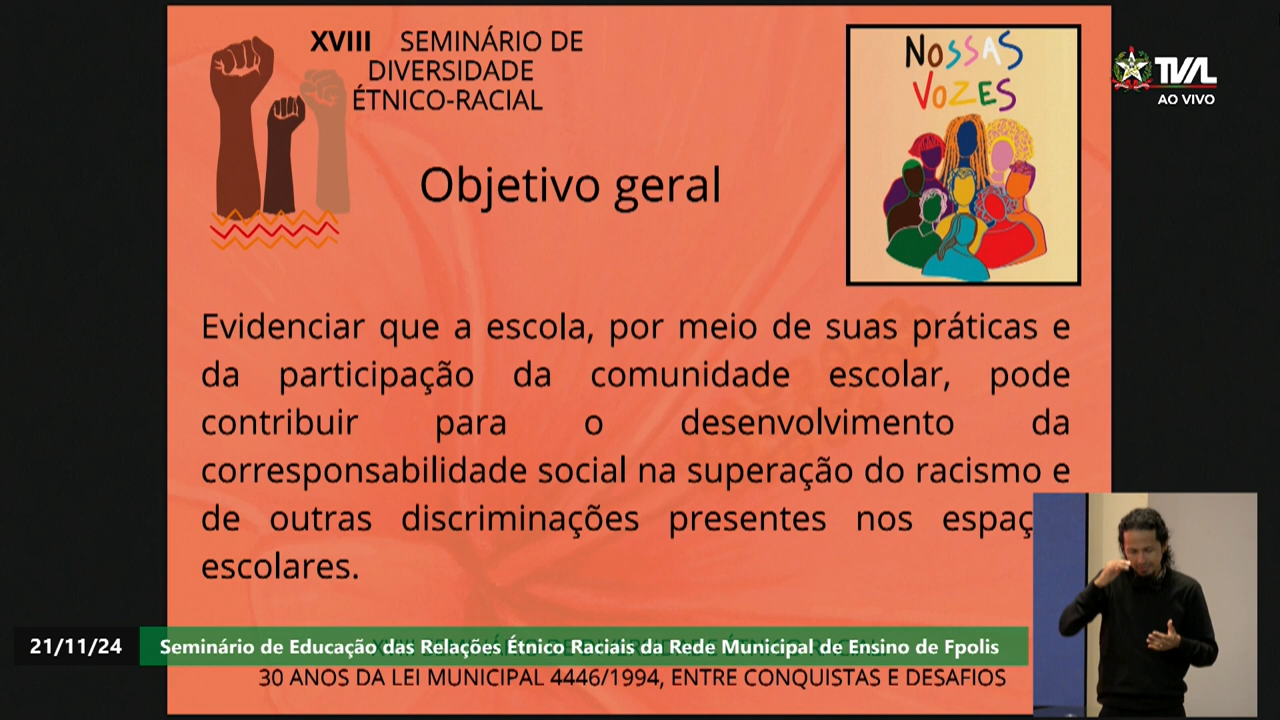 XVIII SEMINÁRIO DE
DIVERSIDADE
ÉTNICO-RACIAL
NOSSAS
VOZES
TVAL
AO VIVO
Objetivo geral
Evidenciar que a escola, por meio de suas práticas e
da participação da comunidade escolar, pode
contribuir para o desenvolvimento da
corresponsabilidade social na superação do racismo e
de outras discriminações presentes nos espaç
escolares.
21/11/24
Seminário de Educação das Relações Étnico Raciais da Rede Municipal de Ensino de Fpolis
30 ANOS DA LEI MUNICIPAL 4446/1994, ENTRE CONQUISTAS E DESAFIOS